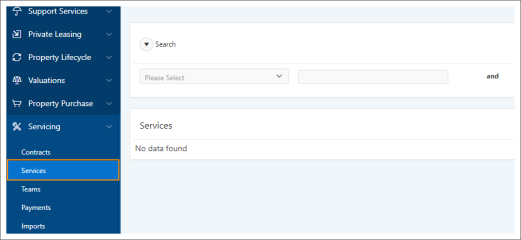 Support Services
Private Leasing
Property Lifecycle
Valuations
Property Purchase
Servicing
Contracts
Services
Teams
Payments
Imports
Search
Please Select
and
Services
No data found